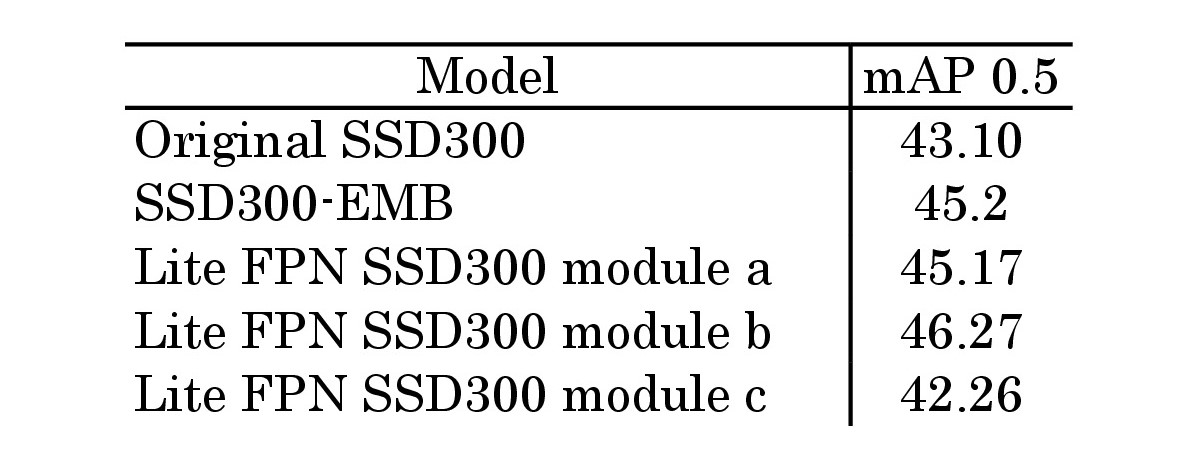 Model mAP 0.5
Original SSD300 43.10
SSD300-EMB 45.2
Lite FPN SSD300 module a 45.17
Lite FPN SSD300 module b 46.27
Lite FPN SSD300 module c 42.26